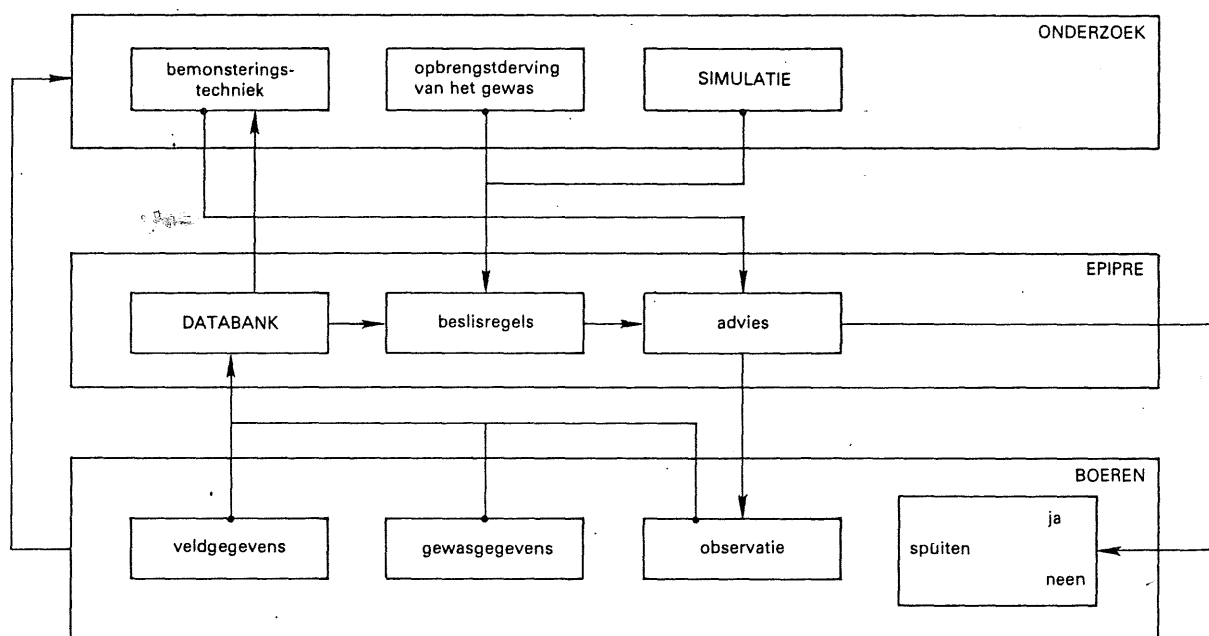 ONDERZOEK
bemonsterings-
techniek
opbrengstderving
van het gewas
SIMULATIE
EPIPRE
DATABANK
beslisregels
advies
BOEREN
veldgegevens
gewasgegevens
observatie
ja
spuiten
neen